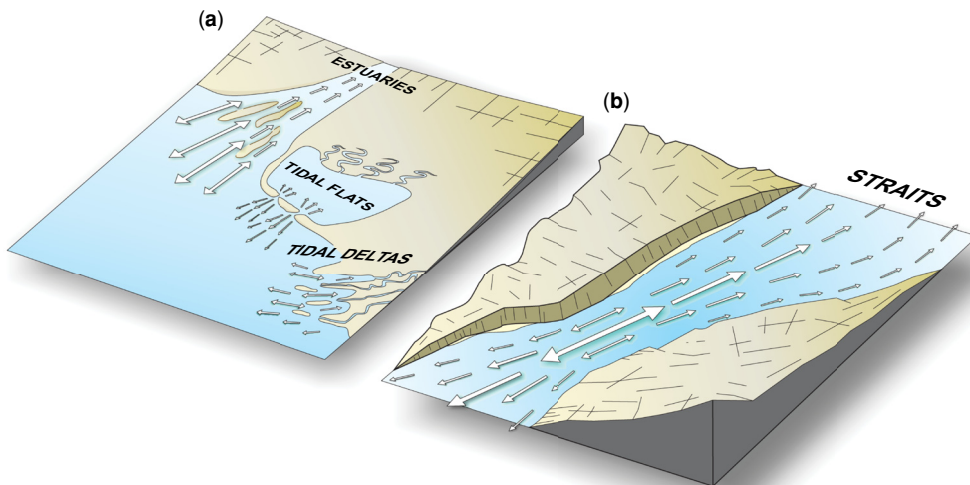 (a)
ESTUARIES
TIDAL FLATS
TIDAL DELTAS
(b)
STRAITS